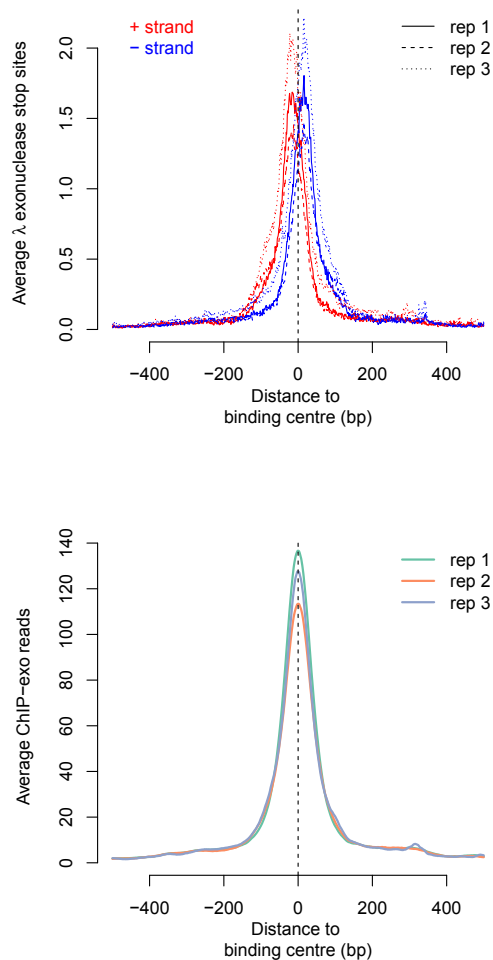 + strand
− strand
rep 1
rep 2
rep 3
Average λ exonuclease stop sites
2.0
1.5
1.0
0.5
0.0
−400 −200 0 200 400
Distance to
binding centre (bp)
rep 1
rep 2
rep 3
Average ChIP−exo reads
140
120
100
80
60
40
20
0
−400 −200 0 200 400
Distance to
binding centre (bp)